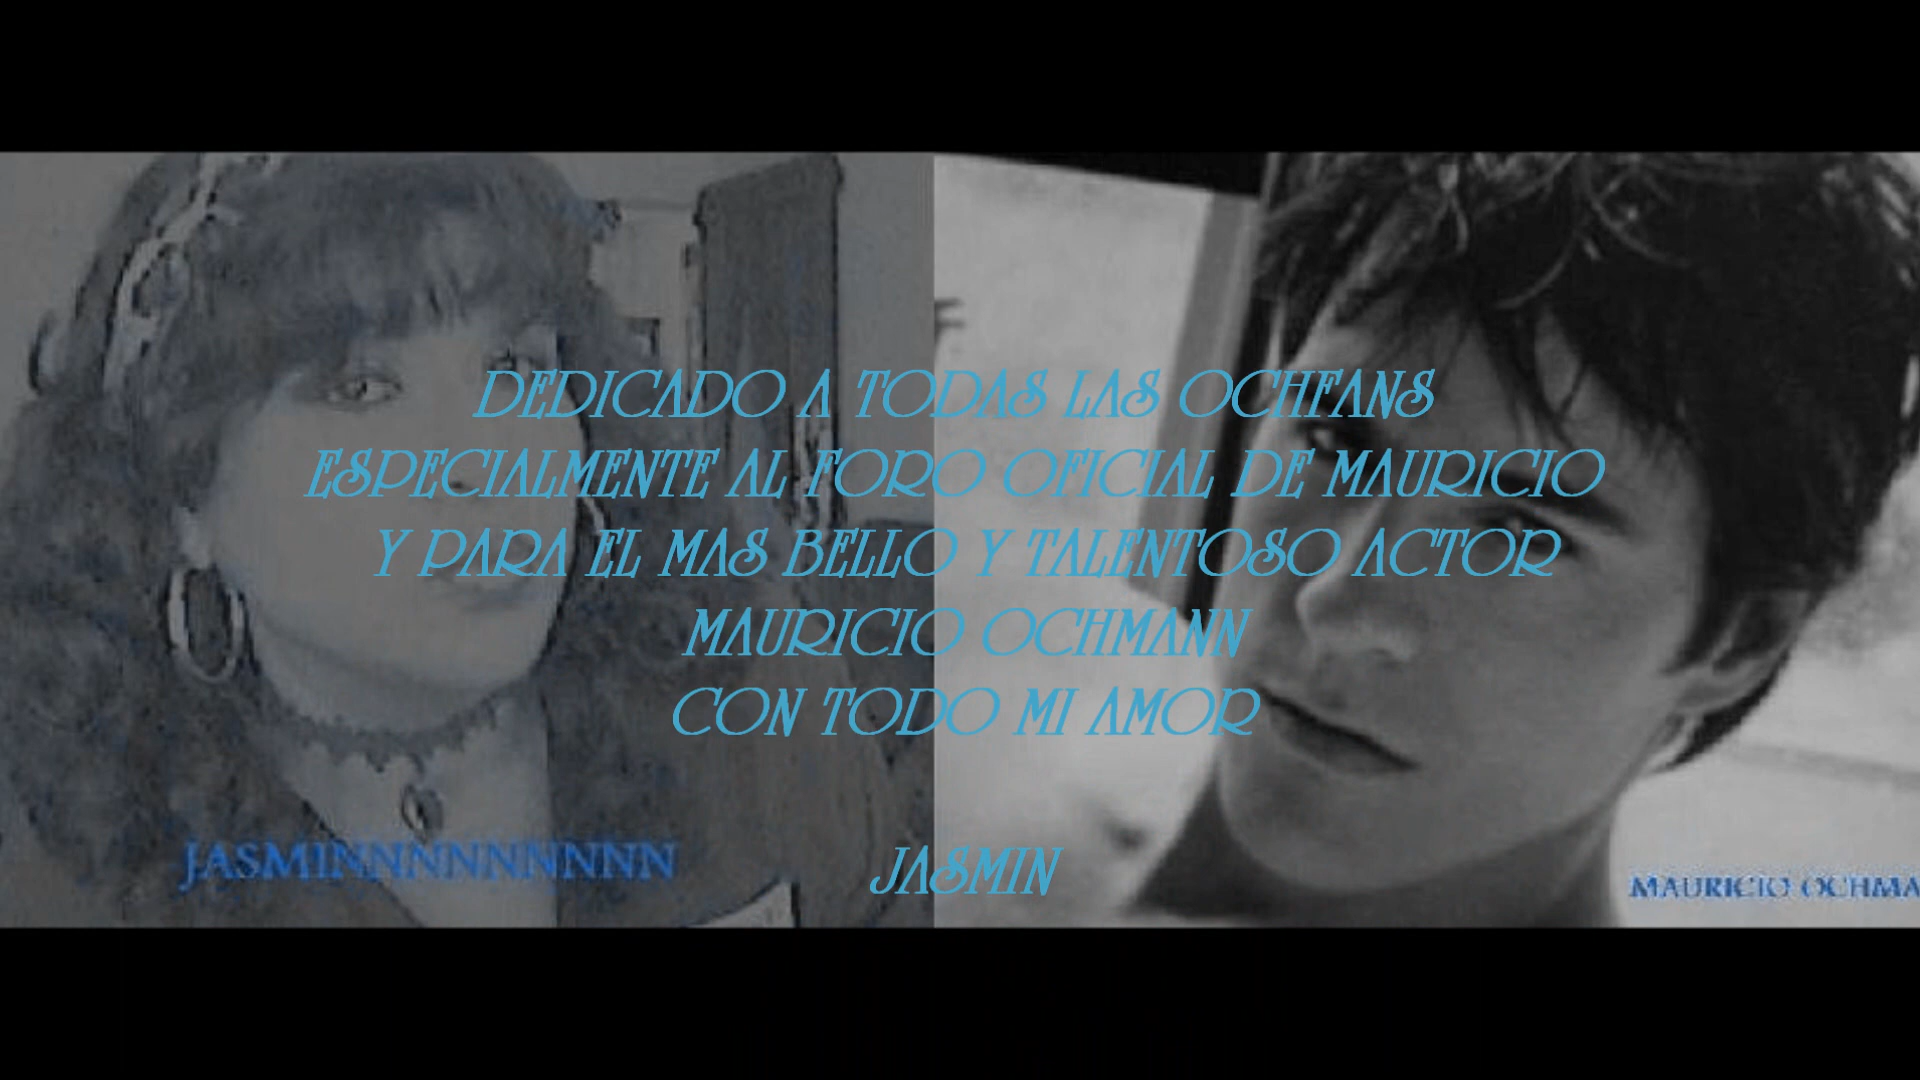 DEDICADO A TODAS LAS OCHFANS
ESPECIALMENTE AL FORO OFICIAL DE MAURICIO
Y PARA EL MAS BELLO Y TALENTOSO ACTOR
MAURICIO OCHMANN
CON TODO MI AMOR
JASMINNNNNNNNNN
JASMIN
MAURICIO OCHMA